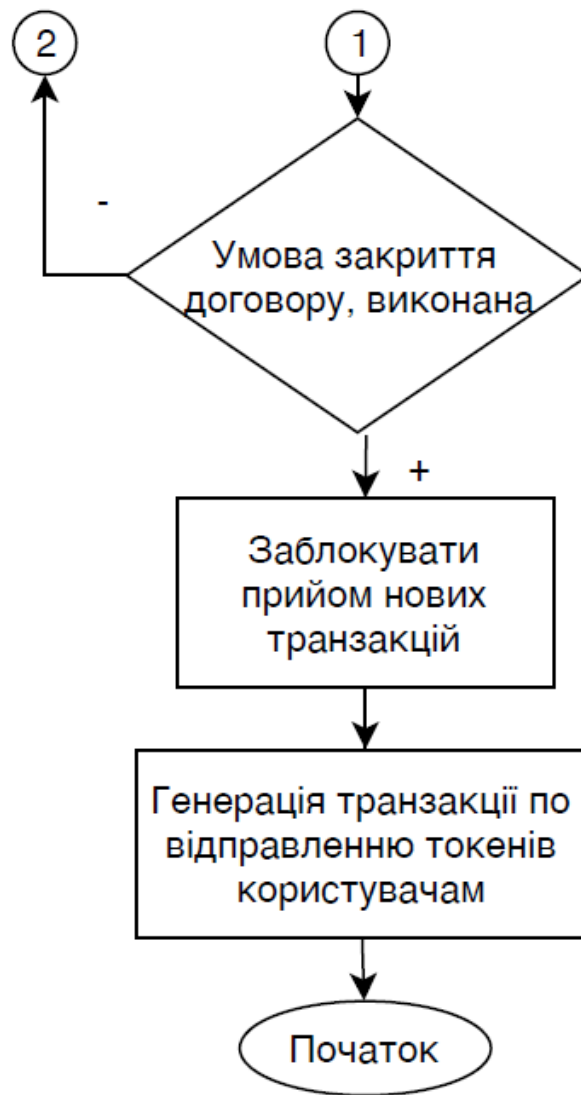 2
1
-
Умова закриття
договору, виконана
+
Заблокувати
прийом нових
транзакцій
Генерація транзакції по
відправленню токенів
користувачам
Початок